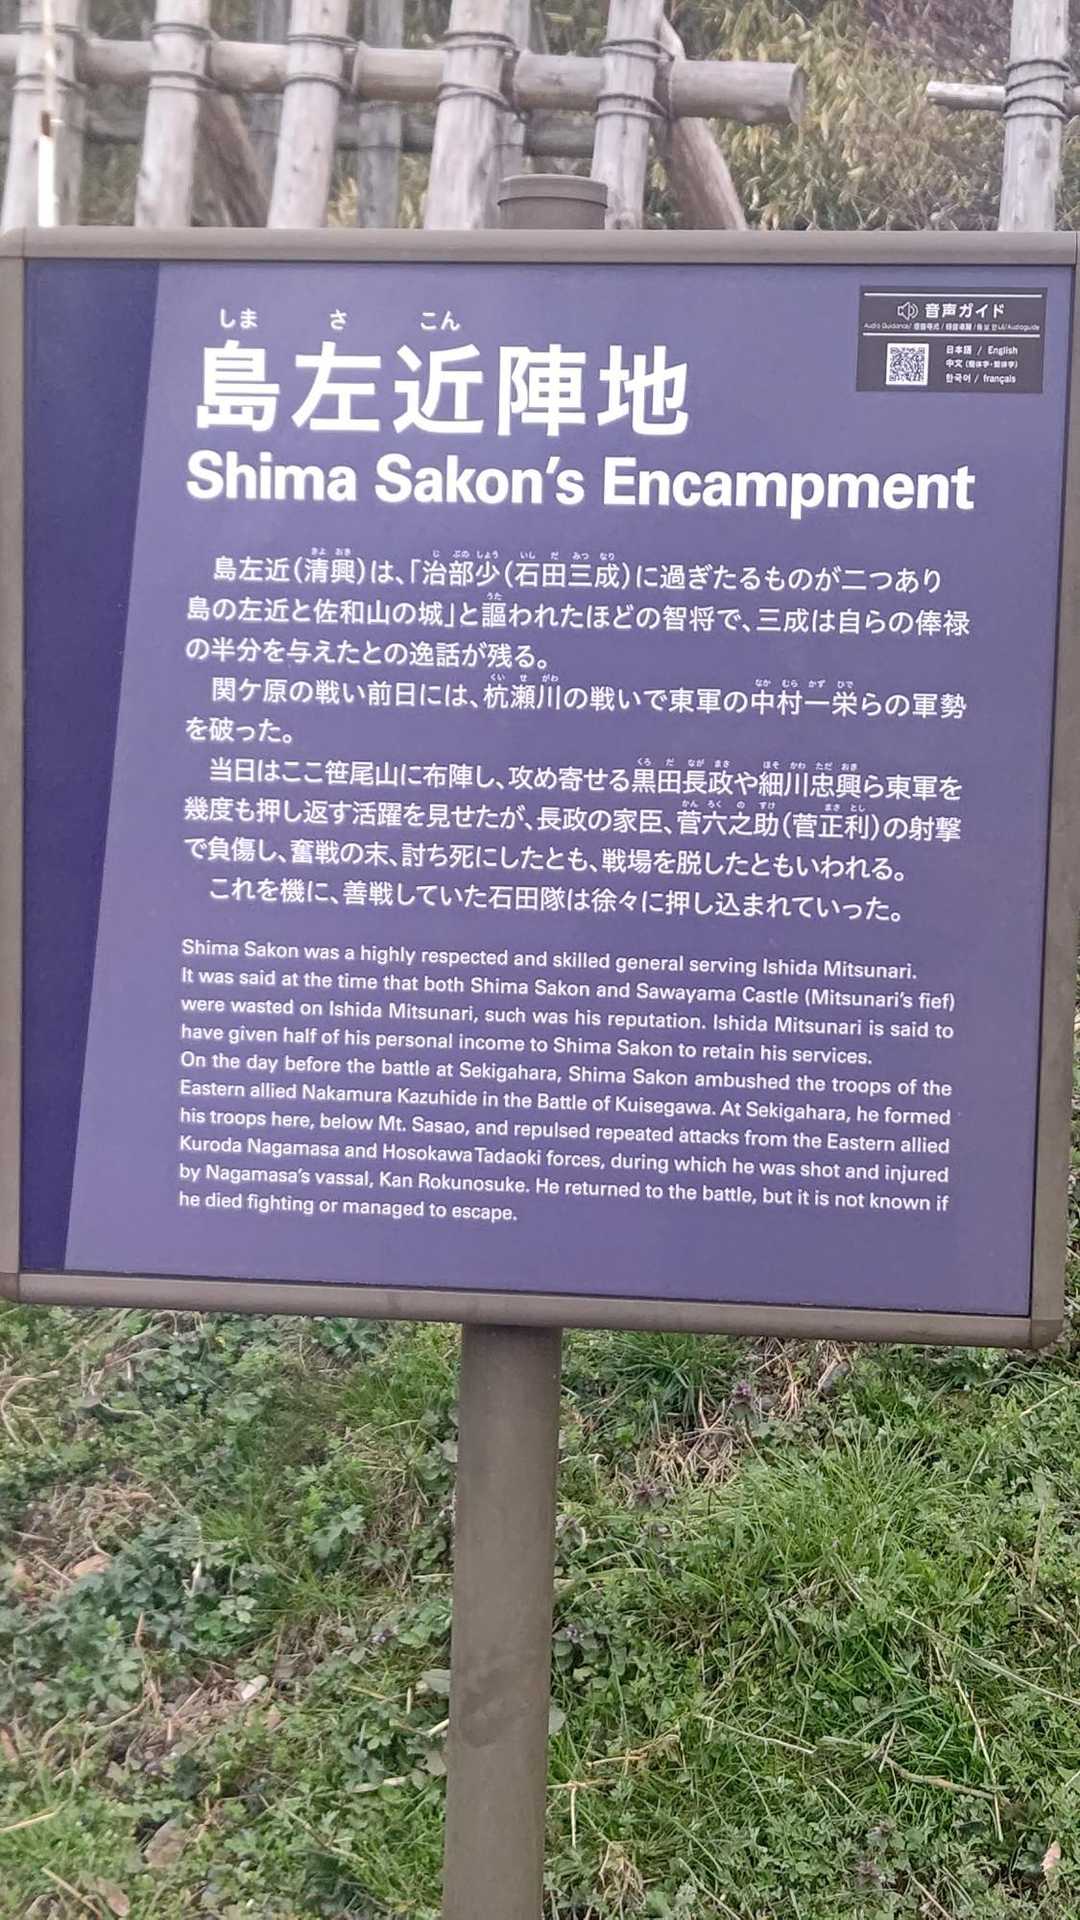 音声ガイド
Audio Guidance/
日本語 / English
中文 (簡体字・繁体字)
한국어 / français
しま さ こん
島左近陣地
Shima Sakon's Encampment
島左近(清興)は、「治部少(石田三成)に過ぎたるものが二つあり
島の左近と佐和山の城」と謳われたほどの智将で、三成は自らの俸禄
の半分を与えたとの逸話が残る。
関ケ原の戦い前日には、杭瀬川の戦いで東軍の中村一栄らの軍勢
を破った。
当日はここ笹尾山に布陣し、攻め寄せる黒田長政や細川忠興ら東軍を
幾度も押し返す活躍を見せたが、長政の家臣、菅六之助(菅正利)の射撃
で負傷し、奮戦の末、討ち死にしたとも、戦場を脱したともいわれる。
これを機に、善戦していた石田隊は徐々に押し込まれていった。
Shima Sakon was a highly respected and skilled general serving Ishida Mitsunari.
It was said at the time that both Shima Sakon and Sawayama Castle (Mitsunari's fief)
were wasted on Ishida Mitsunari, such was his reputation. Ishida Mitsunari is said to
have given half of his personal income to Shima Sakon to retain his services.
On the day before the battle at Sekigahara, Shima Sakon ambushed the troops of the
Eastern allied Nakamura Kazuhide in the Battle of Kuisegawa. At Sekigahara, he formed
his troops here, below Mt. Sasao, and repulsed repeated attacks from the Eastern allied
Kuroda Nagamasa and Hosokawa Tadaoki forces, during which he was shot and injured
by Nagamasa's vassal, Kan Rokunosuke. He returned to the battle, but it is not known if
he died fighting or managed to escape.